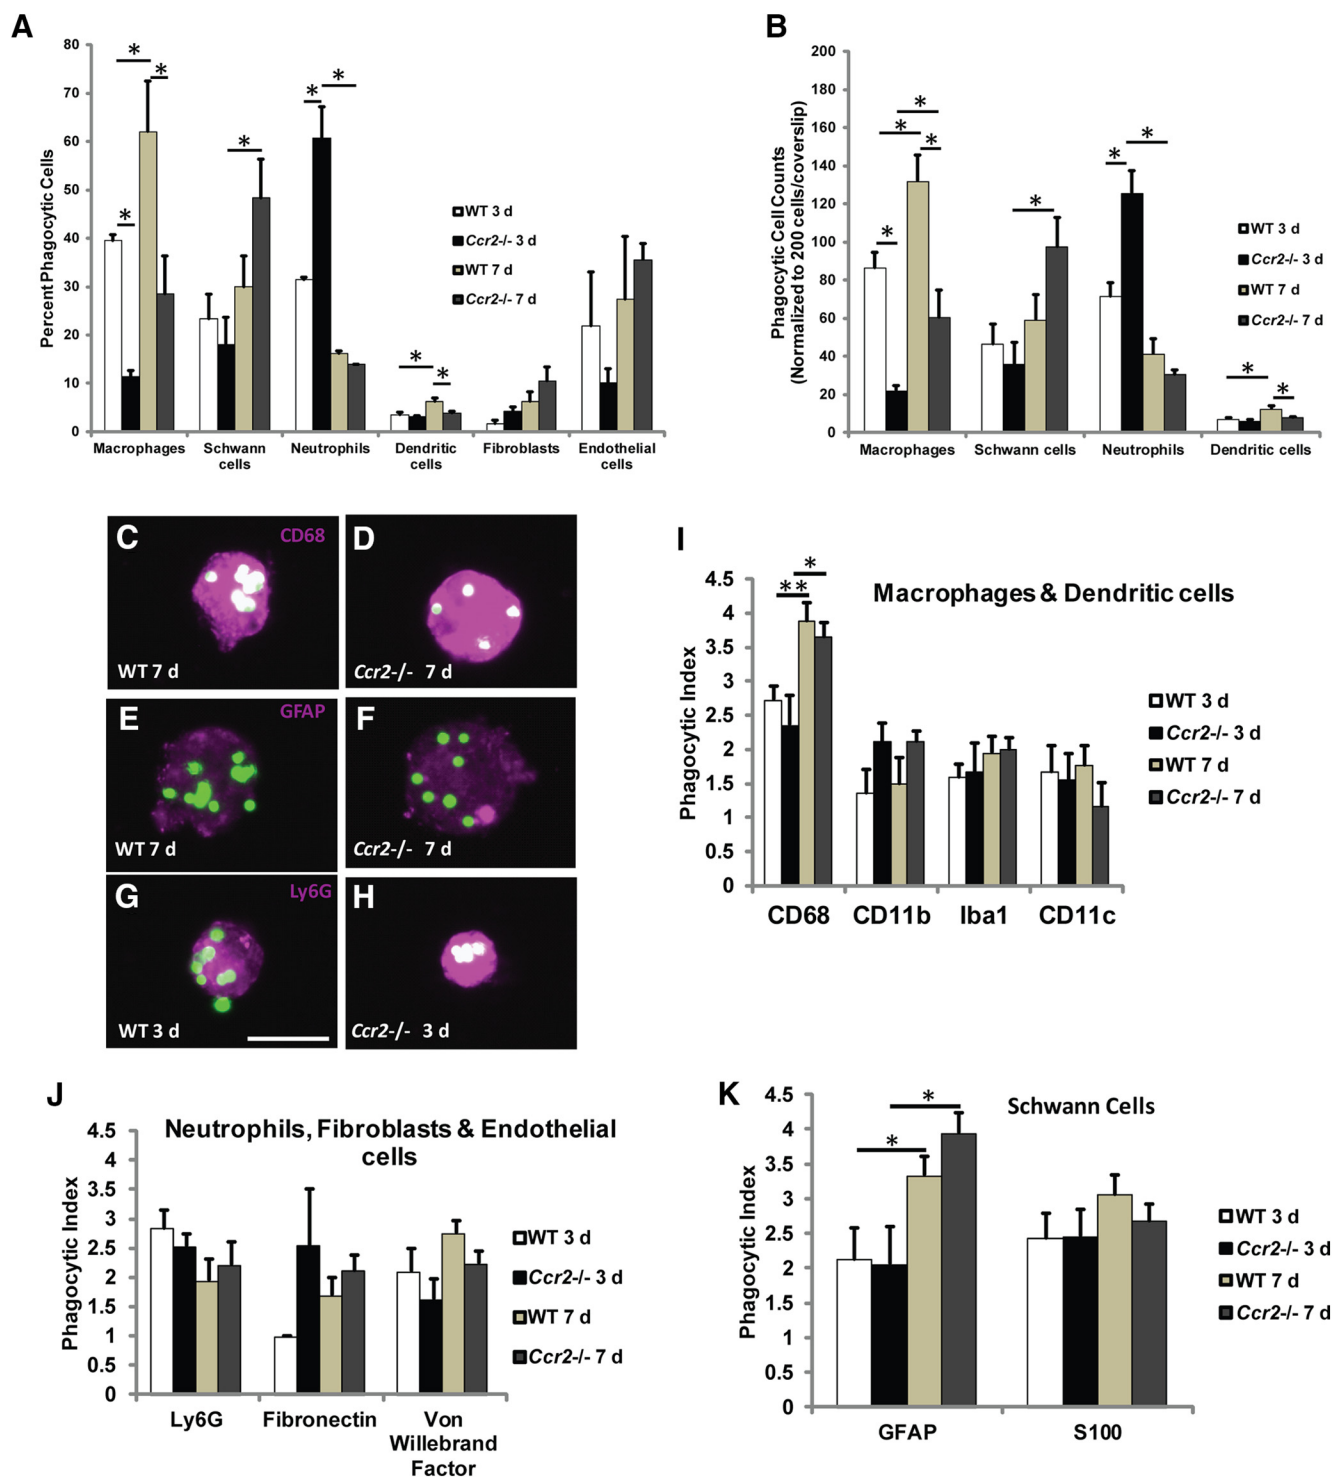 A
Percent Phagocytic Cells
80
70
60
50
40
30
20
10
0
*
*
*
*
*
*
*
*
WT 3 d
Ccr2-/- 3 d
WT 7 d
Ccr2-/- 7 d
Macrophages
Schwann
cells
Neutrophils
Dendritic
cells
Fibroblasts
Endothelial
cells
B
Phagocytic Cell Counts
(Normalized to 200 cells/coverslip)
200
180
160
140
120
100
80
60
40
20
0
*
*
*
*
*
*
*
*
*
WT 3 d
Ccr2-/- 3 d
WT 7 d
Ccr2-/- 7 d
Macrophages
Schwann cells
Neutrophils
Dendritic cells
C
CD68
WT 7 d
D
Ccr2-/- 7 d
E
GFAP
WT 7 d
F
Ccr2-/- 7 d
G
Ly6G
WT 3 d
H
Ccr2-/- 3 d
I
Macrophages & Dendritic cells
Phagocytic Index
4.5
4
3.5
3
2.5
2
1.5
1
0.5
0
**
*
WT 3 d
Ccr2-/- 3 d
WT 7 d
Ccr2-/- 7 d
CD68
CD11b
Iba1
CD11c
J
Neutrophils, Fibroblasts & Endothelial
cells
Phagocytic Index
4.5
4
3.5
3
2.5
2
1.5
1
0.5
0
WT 3 d
Ccr2-/- 3 d
WT 7 d
Ccr2-/- 7 d
Ly6G
Fibronectin
Von
Willebrand
Factor
K
Schwann Cells
Phagocytic Index
4.5
4
3.5
3
2.5
2
1.5
1
0.5
0
*
*
WT 3 d
Ccr2-/- 3 d
WT 7 d
Ccr2-/- 7 d
GFAP
S100